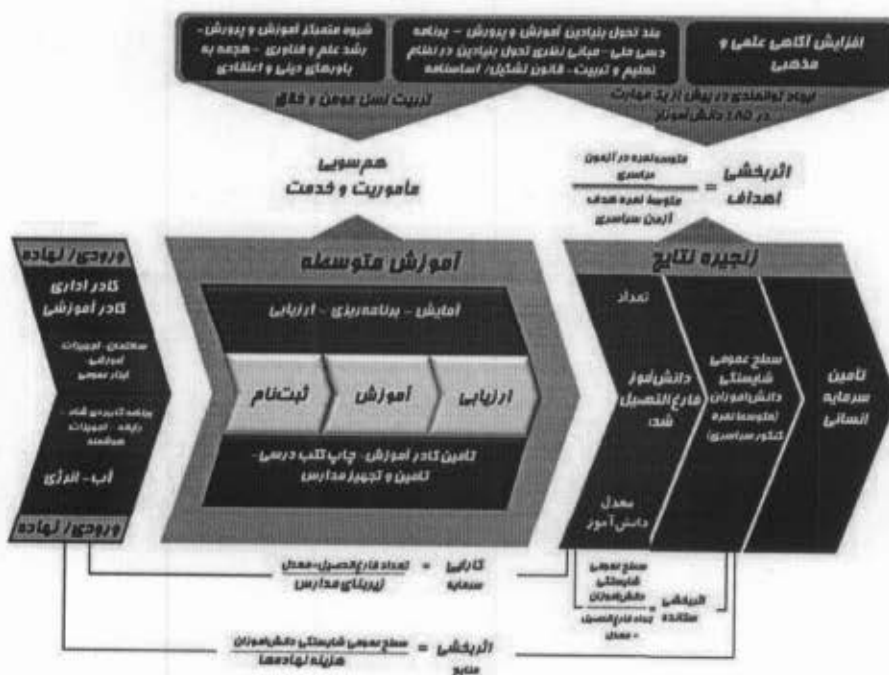 شیوه متمرکز آموزش و پرورش-
رشد علم و فناوری - هجمه به
باورهای دینی و اعتقادی
سند تحول بنیادین آموزش و پرورش - برنامه
درسی ملی - مبانی نظری تحول بنیادین در نظام
تعلیم و تربیت- قانون تشکیل/ اساسنامه
افزایش آگاهی علمی و
مذهبی
تربیت نسل مومن و خلاق
ایجاد توانمندی در بیش از یک مهارت
در ۸۵٪ دانش‌آموزان
هم‌سویی
مأموریت و خدمت
اثربخشی
اهداف
=
متوسط نمره در آزمون
سراسری
متوسط نمره هدف
آزمون سراسری
ورودی/ نهاده
کادر اداری
کادر آموزشی
ساختمان- تجهیزات
آموزشی-
ابزار عمومی
برنامه کاربردی شاد -
رایانه - تجهیزات
هوشمند
آب- انرژی
ورودی/ نهاده
آموزش متوسطه
آمایش - برنامه‌ریزی - ارزیابی
ثبت‌نام
آموزش
ارزیابی
تامین کادر آموزش- چاپ کتب درسی-
تامین و تجهیز مدارس
زنجیره نتایج
تعداد
دانش‌آموز
فارغ‌التحصیل
شده
معدل
دانش‌آموز
سطح عمومی
شایستگی
دانش‌آموزان
(متوسط نمره
کنکور سراسری)
تأمین
سرمایه
انسانی
کارایی
سرمایه
=
تعداد فارغ‌التحصیل-معدل
زیربنای مدارس
اثربخشی
ستانده
=
سطح عمومی
شایستگی
دانش‌آموزان
تعداد فارغ‌التحصیل
- معدل
اثربخشی
منابع
=
سطح عمومی شایستگی دانش‌آموزان
هزینه نهاده‌ها